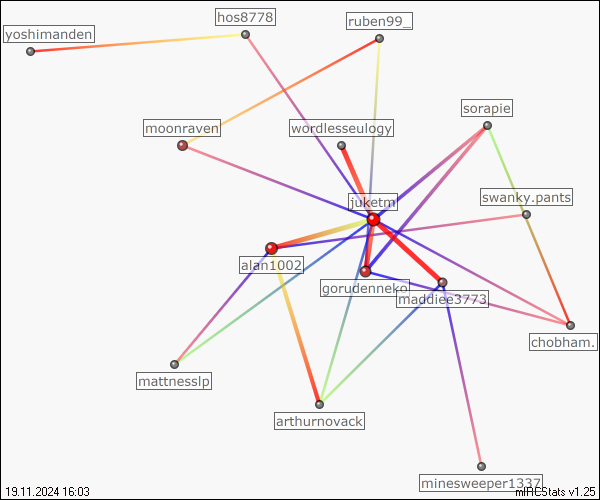 hos8778
ruben99_
yoshimanden
sorapie
moonraven
wordlesseulogy
swanky.pants
juketm
alan1002
gorudenneko
maddiee3773
chobham.
mattnesslp
arthurnovack
minesweeper1337
19.11.2024 16:03
mIRCStats v1.25